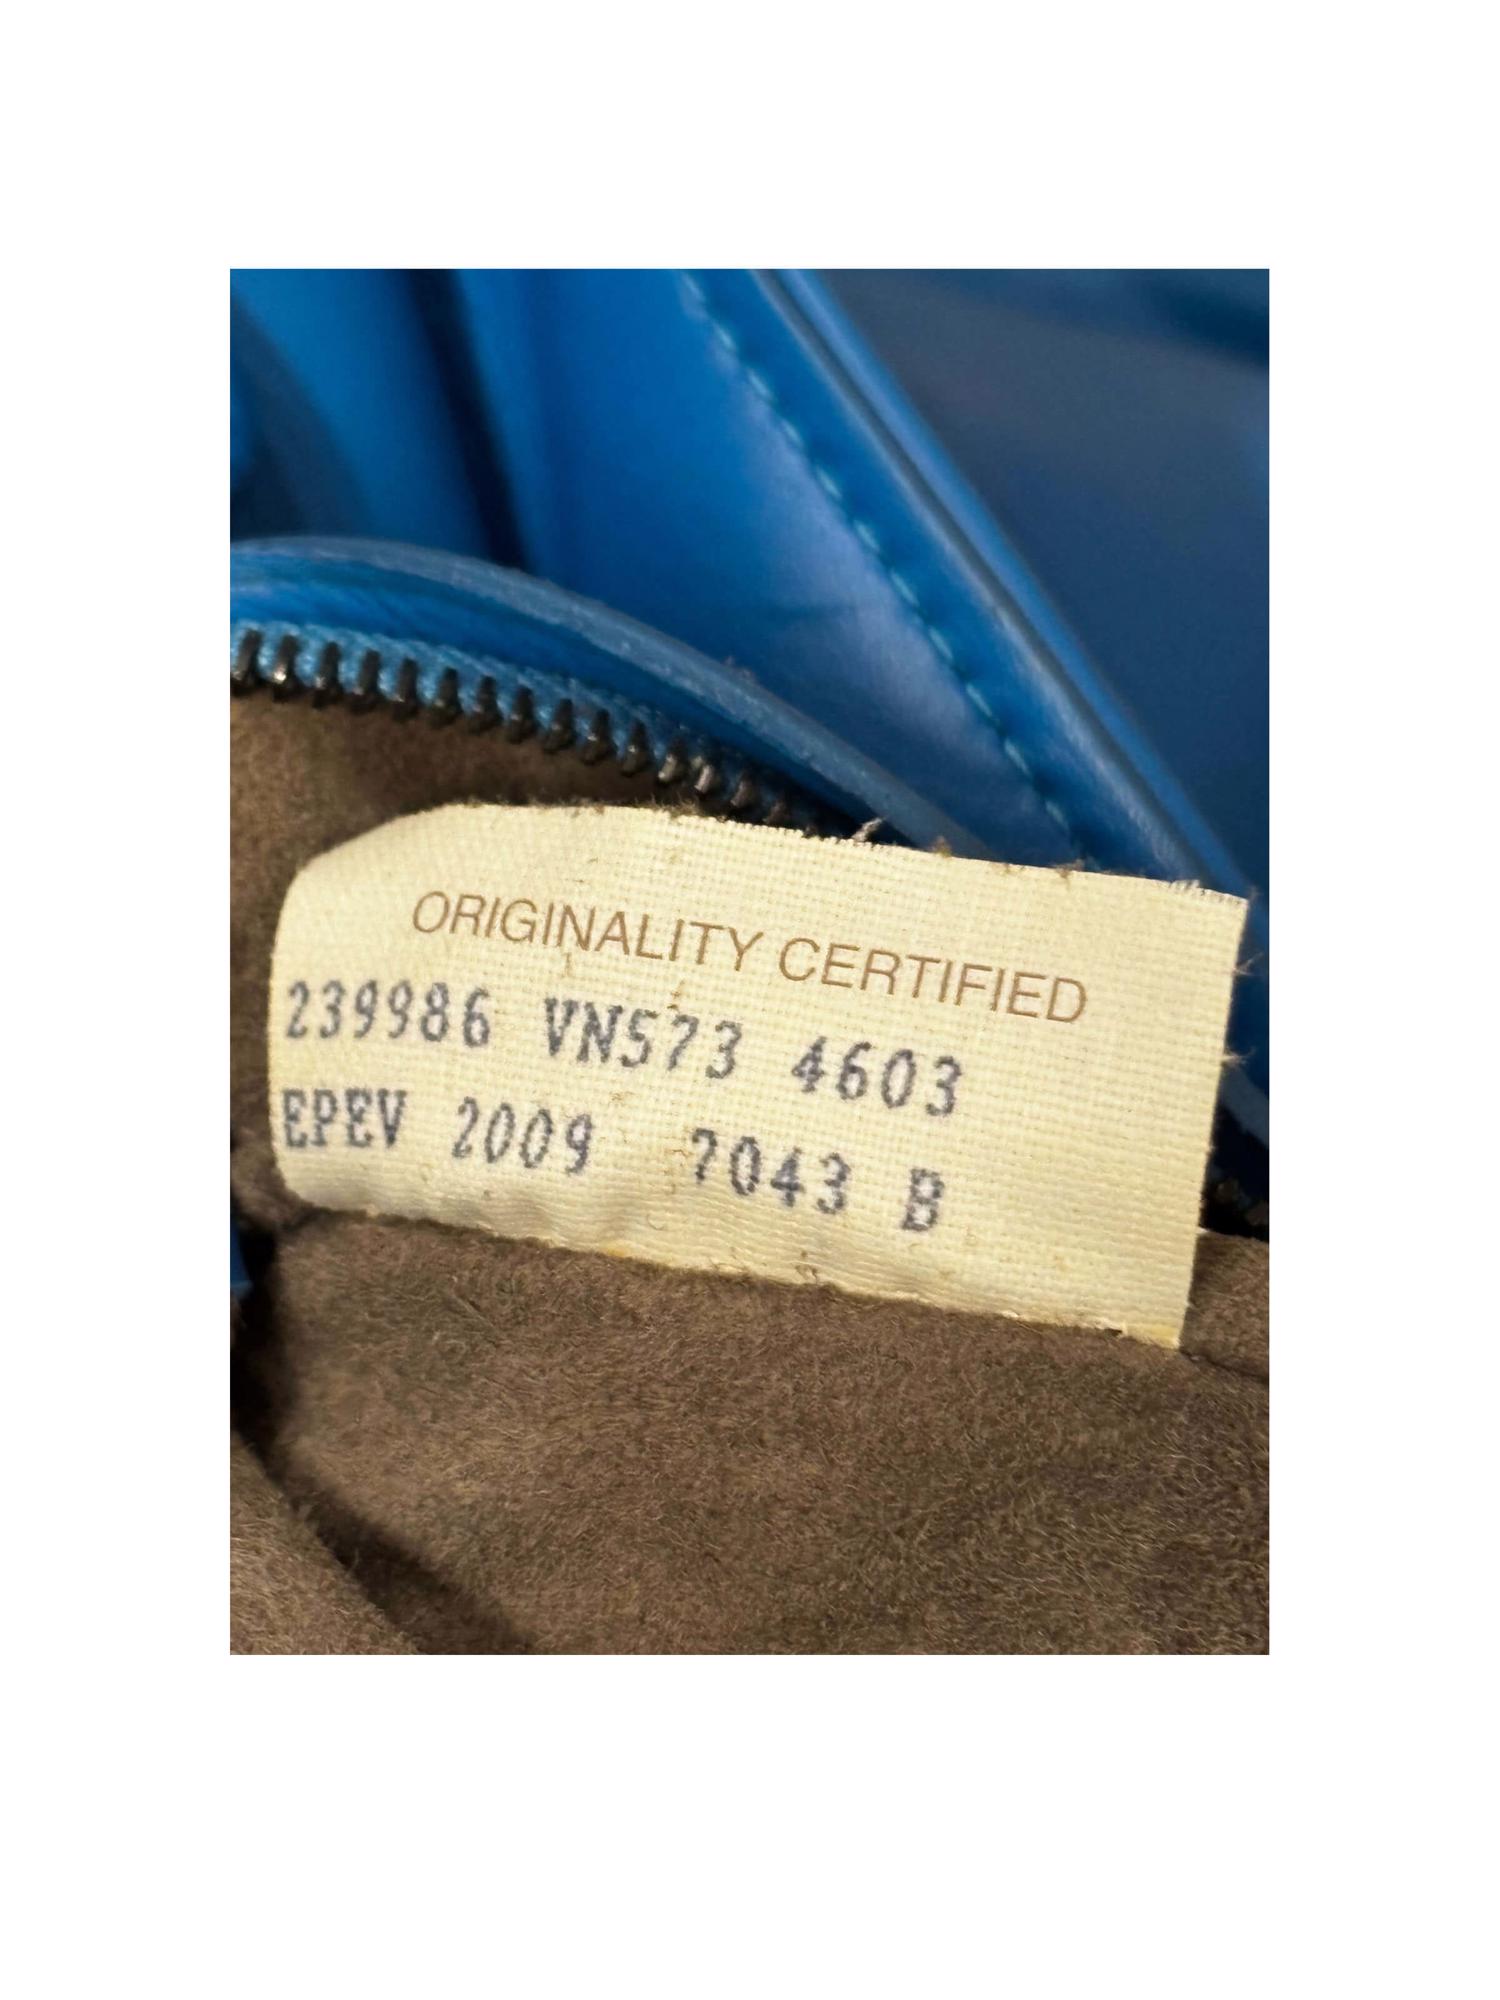 ORIGINALITY CERTIFIED
239986 VN573 4603
EPEV 2009 7043 B